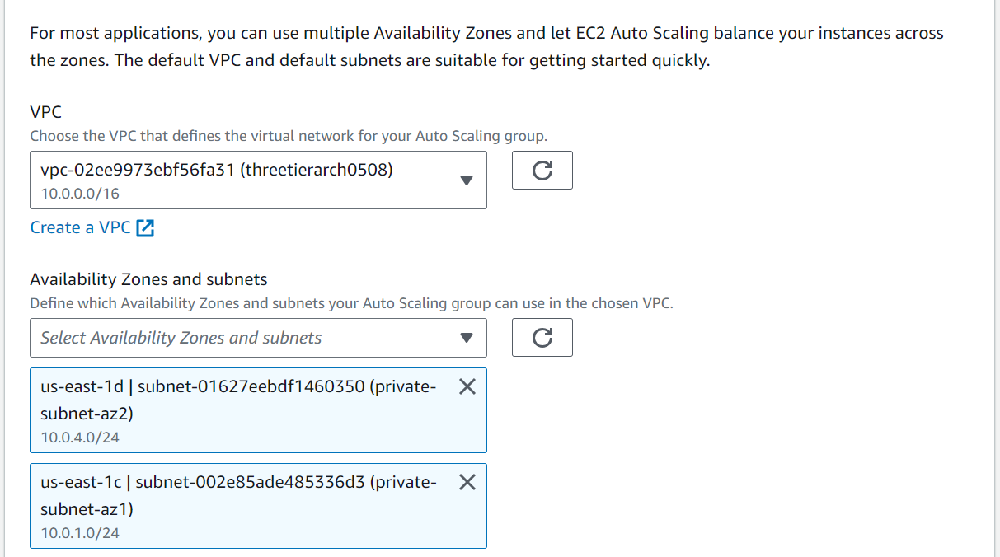 For most applications, you can use multiple Availability Zones and let EC2 Auto Scaling balance your instances across
the zones. The default VPC and default subnets are suitable for getting started quickly.
VPC
Choose the VPC that defines the virtual network for your Auto Scaling group.
vpc-02ee9973ebf56fa31 (threetierarch0508)
10.0.0.0/16
Create a VPC
Availability Zones and subnets
Define which Availability Zones and subnets your Auto Scaling group can use in the chosen VPC.
Select Availability Zones and subnets
us-east-1d | subnet-01627eebdf1460350 (private-
subnet-az2)
10.0.4.0/24
us-east-1c | subnet-002e85ade485336d3 (private-
subnet-az1)
10.0.1.0/24